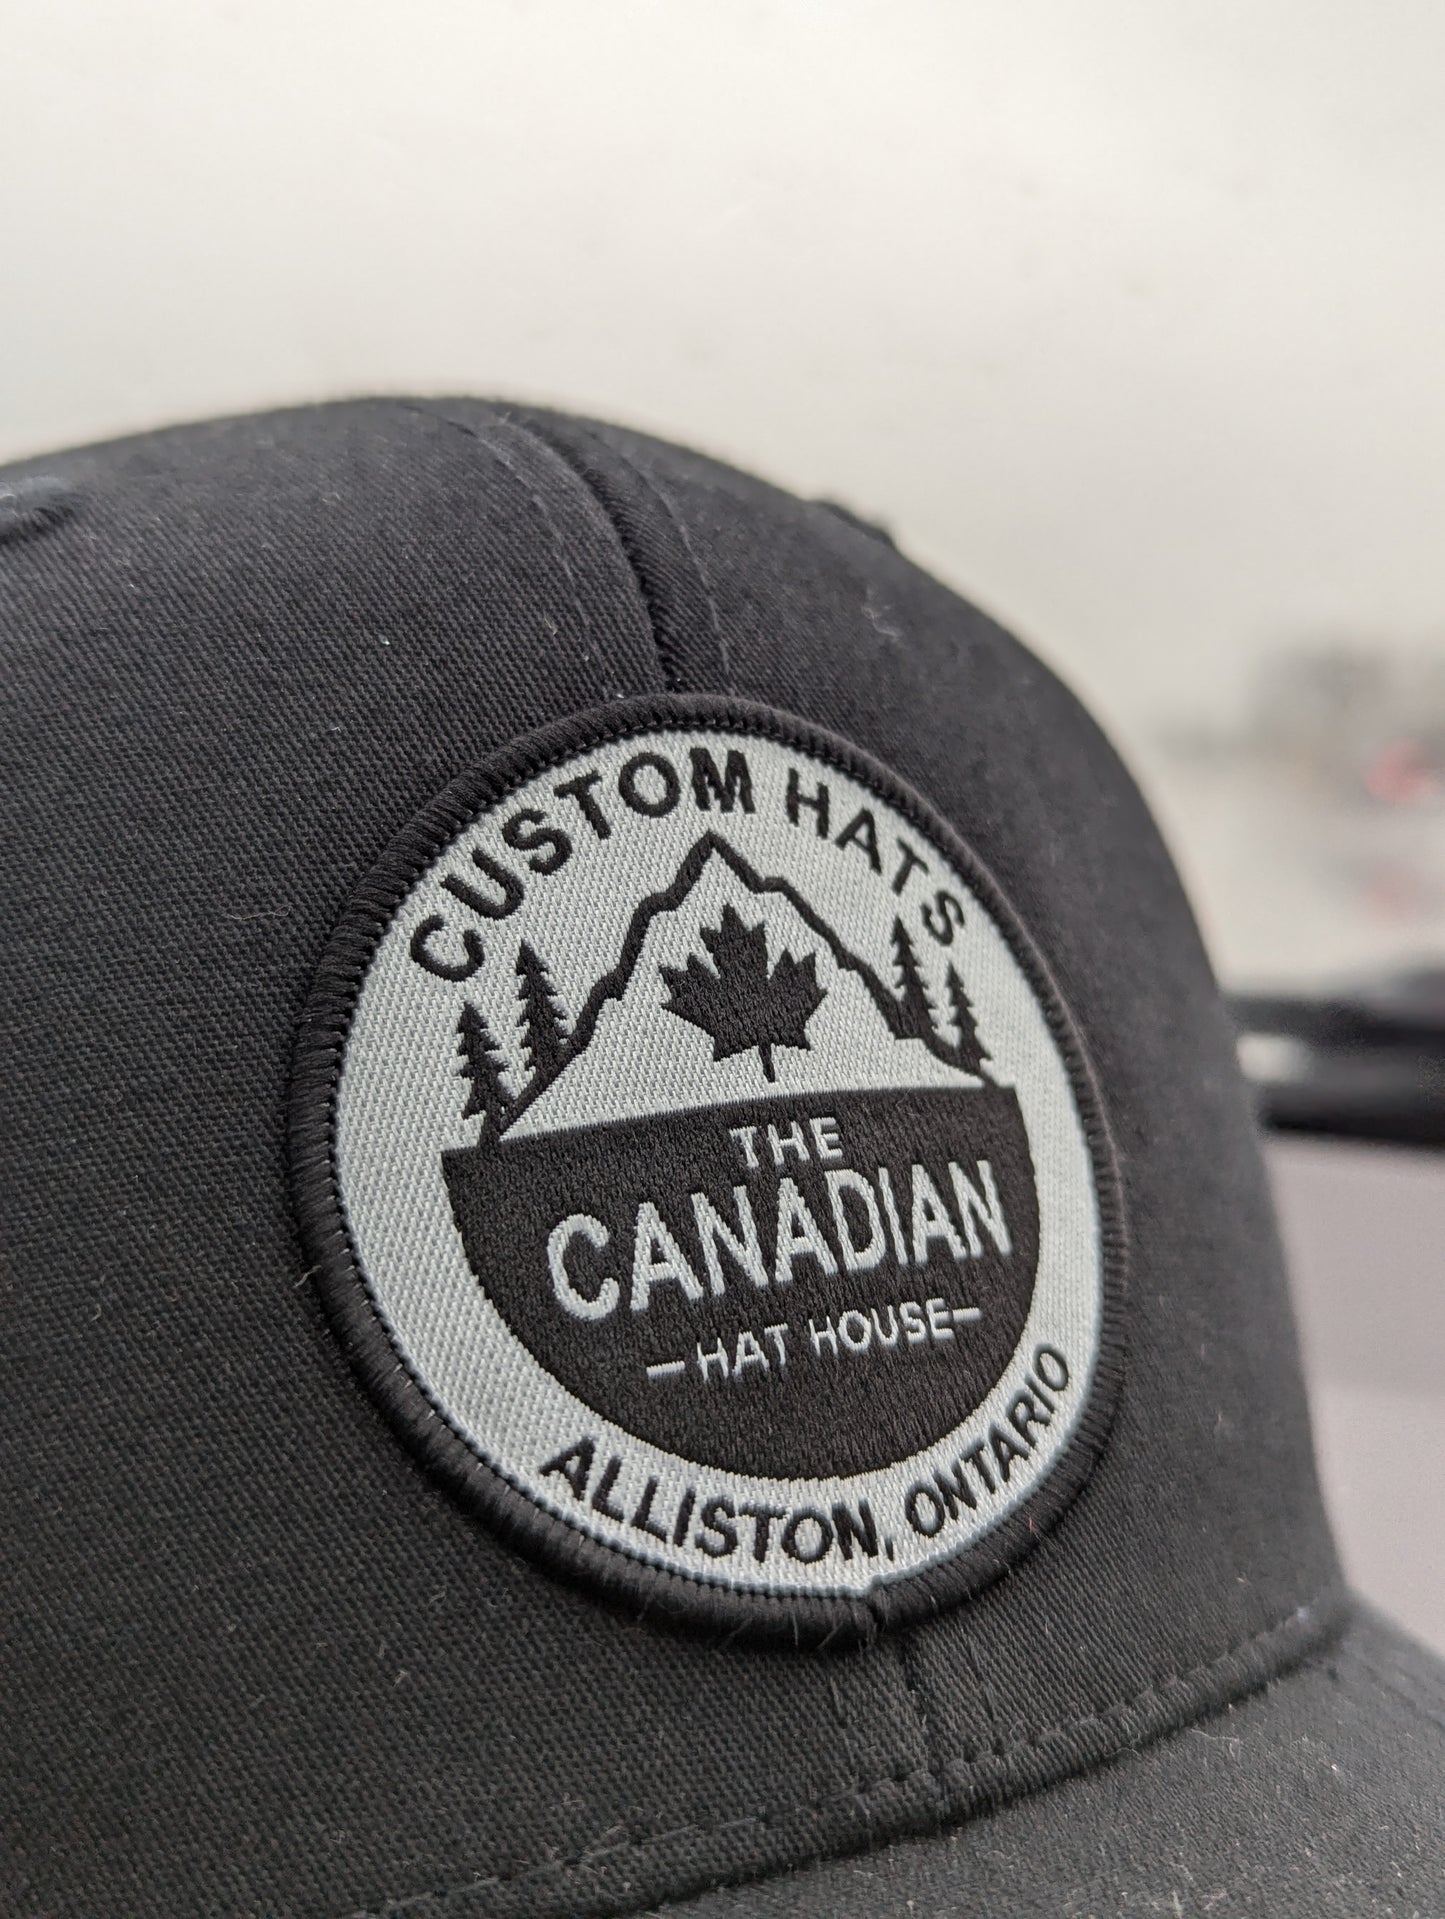 CUSTOM HATS
THE
CANADIAN
-HAT HOUSE-
ALLISTON, ONTARIO